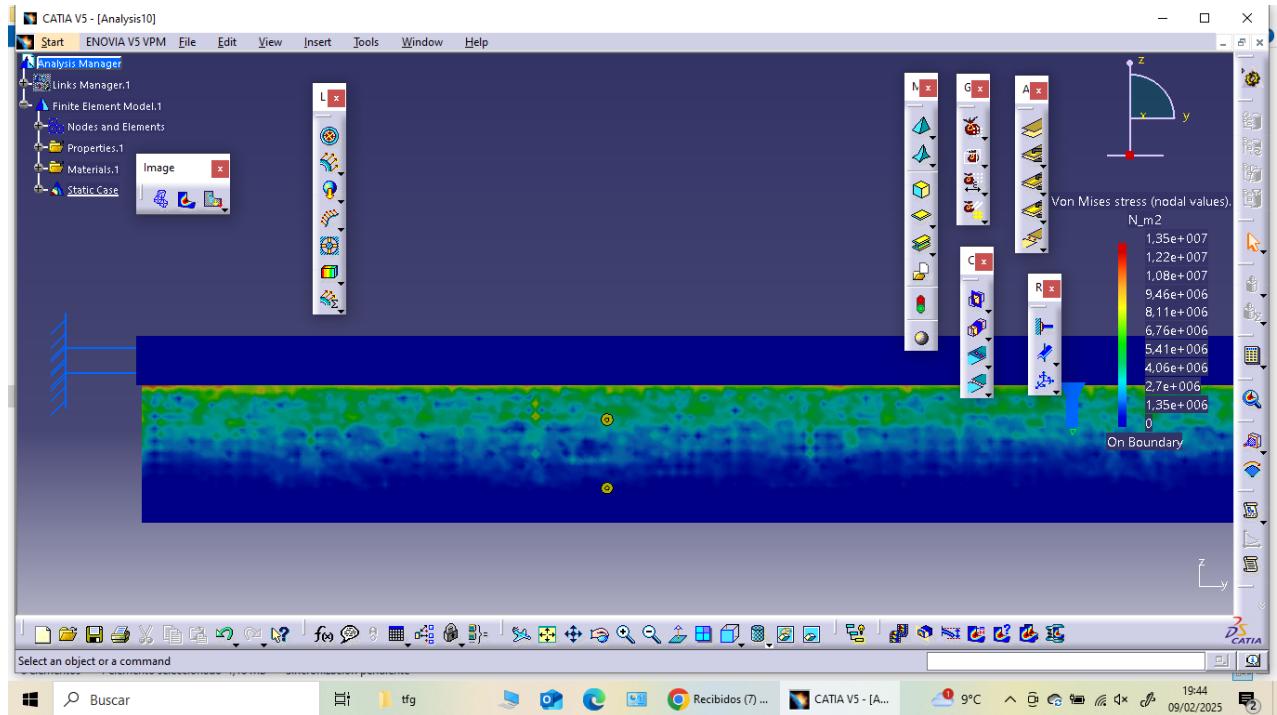 CATIA V5 - [Analysis10]
Start ENOVIA V5 VPM File Edit View Insert Tools Window Help
Analysis Manager
Links Manager.1
Finite Element Model.1
Nodes and Elements
Properties.1
Materials.1
Static Case
Image
L
M
G
A
C
R
z
x
y
Von Mises stress (nodal values).
N_m2
1,35e+007
1,22e+007
1,08e+007
9,46e+006
8,11e+006
6,76e+006
5,41e+006
4,06e+006
2,7e+006
1,35e+006
0
On Boundary
z
y
f(x)
CATIA
Select an object or a command
Buscar
tfg
Recibidos (7) ...
CATIA V5 - [A...
9°C
19:44
09/02/2025
2